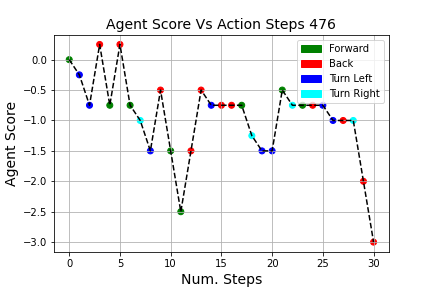 Agent Score Vs Action Steps 476
Forward
Back
Turn Left
Turn Right
Agent Score
0.0
−0.5
−1.0
−1.5
−2.0
−2.5
−3.0
0 5 10 15 20 25 30
Num. Steps